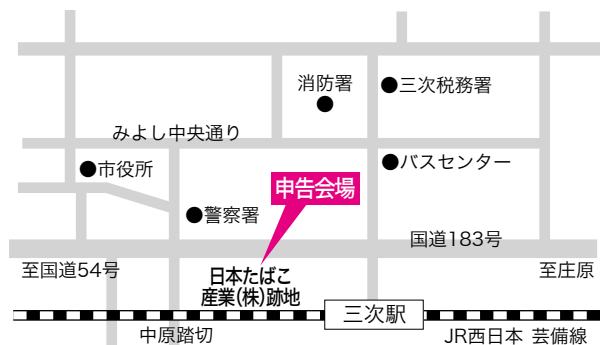 消防署
三次税務署
みよし中央通り
市役所
バスセンター
申告会場
警察署
国道183号
至国道54号
日本たばこ
産業(株)跡地
至庄原
三次駅
中原踏切
JR西日本 芸備線